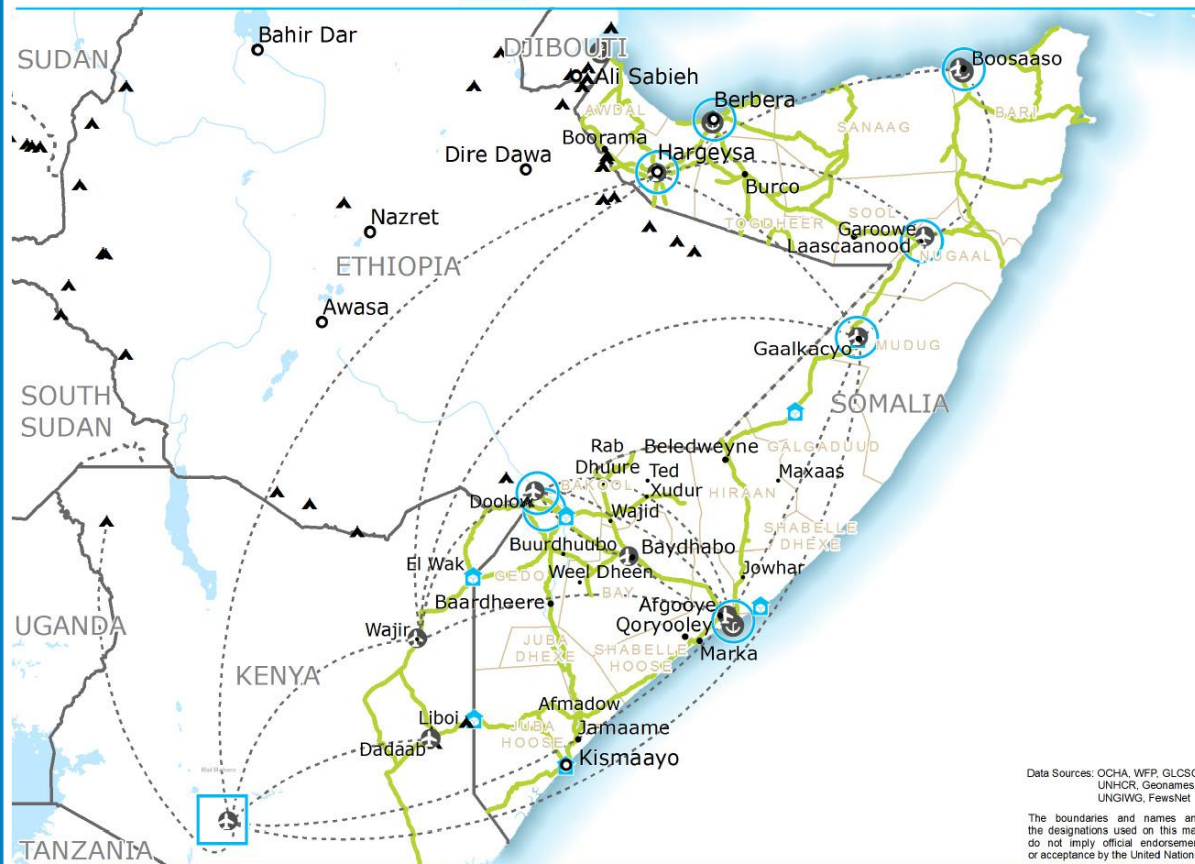 Bahir Dar
SUDAN
DJIBOUTI
Ali Sabieh
Boosaaso
Berbera
AWDAL
BARI
SANAAG
Boorama
Dire Dawa
Hargeysa
Burco
Nazret
TOGDHEER
SOOL
Garoowe
Laascaanood
NUGAAL
ETHIOPIA
Awasa
Gaalkacyo
MUDUG
SOUTH
SUDAN
SOMALIA
Rab
Dhuure
Beledweyne
GALGADUUD
Ted
Maxaas
BAKOOL
Xudur
HIRAAN
Doolow
Wajid
SHABELLE
DHEXE
Buurdhuubo
Baydhabo
El Wak
GEDO
Weel Dheen
Jowhar
BAY
Baardheere
Afgooye
Qoryooley
UGANDA
Wajir
JUBA
DHEXE
SHABELLE
HOOSE
Marka
KENYA
Afmadow
Liboi
JUBA
HOOSE
Jamaame
Dadaab
Kismaayo
TANZANIA
Data Sources: OCHA, WFP, GLCSC
UNHCR, Geonames
UNGIWG, FewsNet
The boundaries and names an
the designations used on this ma
do not imply official endorseme
or acceptance by the United Nation